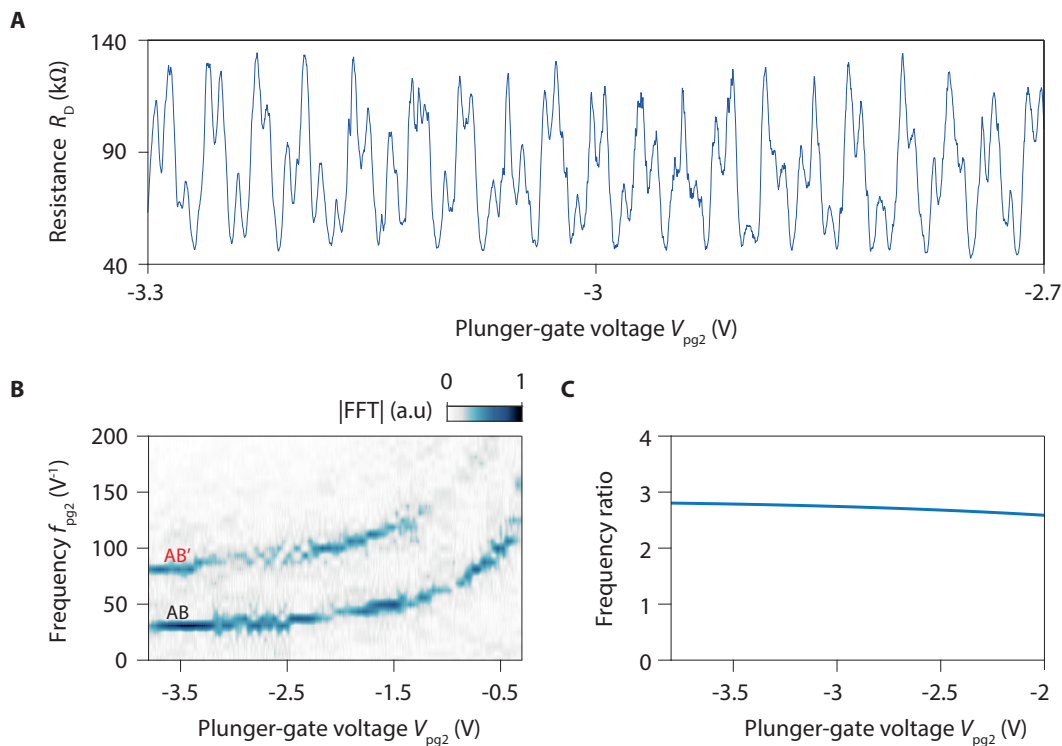 A
Resistance R_D (kΩ)
140
90
40
-3.3
-3
-2.7
Plunger-gate voltage V_pg2 (V)
B
|FFT| (a.u)
0
1
Frequency f_pg2 (V⁻¹)
200
150
100
50
0
AB′
AB
-3.5
-2.5
-1.5
-0.5
Plunger-gate voltage V_pg2 (V)
C
Frequency ratio
4
3
2
1
0
-3.5
-3
-2.5
-2
Plunger-gate voltage V_pg2 (V)